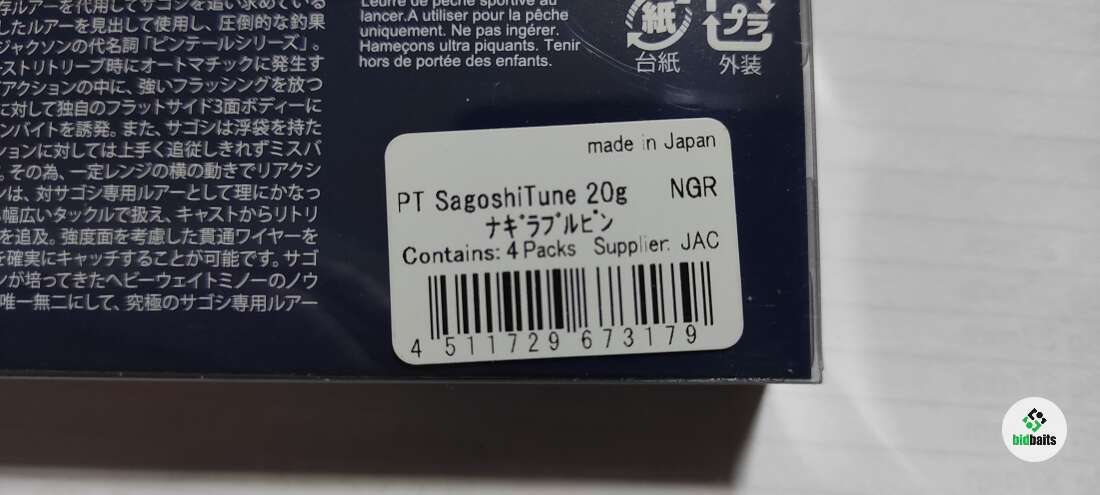 存ルアーを代用してサゴシを追い求めている
したルアーを見出して使用し、圧倒的な釣果
ジャクソンの代名詞「ピンテールシリーズ」。
ーストリトリーブ時にオートマチックに発生す
アクションの中に、強いフラッシングを放つ
に対して独自のフラットサイド3面ボディーに
ンバイトを誘発。また、サゴシは浮袋を持た
ションに対しては上手く追従しきれずミスバ
。その為、一定レンジの横の動きでリアクシ
ンは、対サゴシ専用ルアーとして理にかなっ
幅広いタックルで扱え、キャストからリトリ
を追及。強度面を考慮した貫通ワイヤーを
を確実にキャッチすることが可能です。サゴ
ンが培ってきたヘビーウェイトミノーのノウ
唯一無二にして、究極のサゴシ専用ルアー
Leurre de pêche sportive au
lancer.A utiliser pour la pêche
uniquement. Ne pas ingérer.
Hameçons ultra piquants. Tenir
hors de portée des enfants.
紙
台紙
プラ
外装
made in Japan
PT SagoshiTune 20g NGR
ナギラブルピン
Contains: 4 Packs Supplier: JAC
4 511729 673179
bidbaits